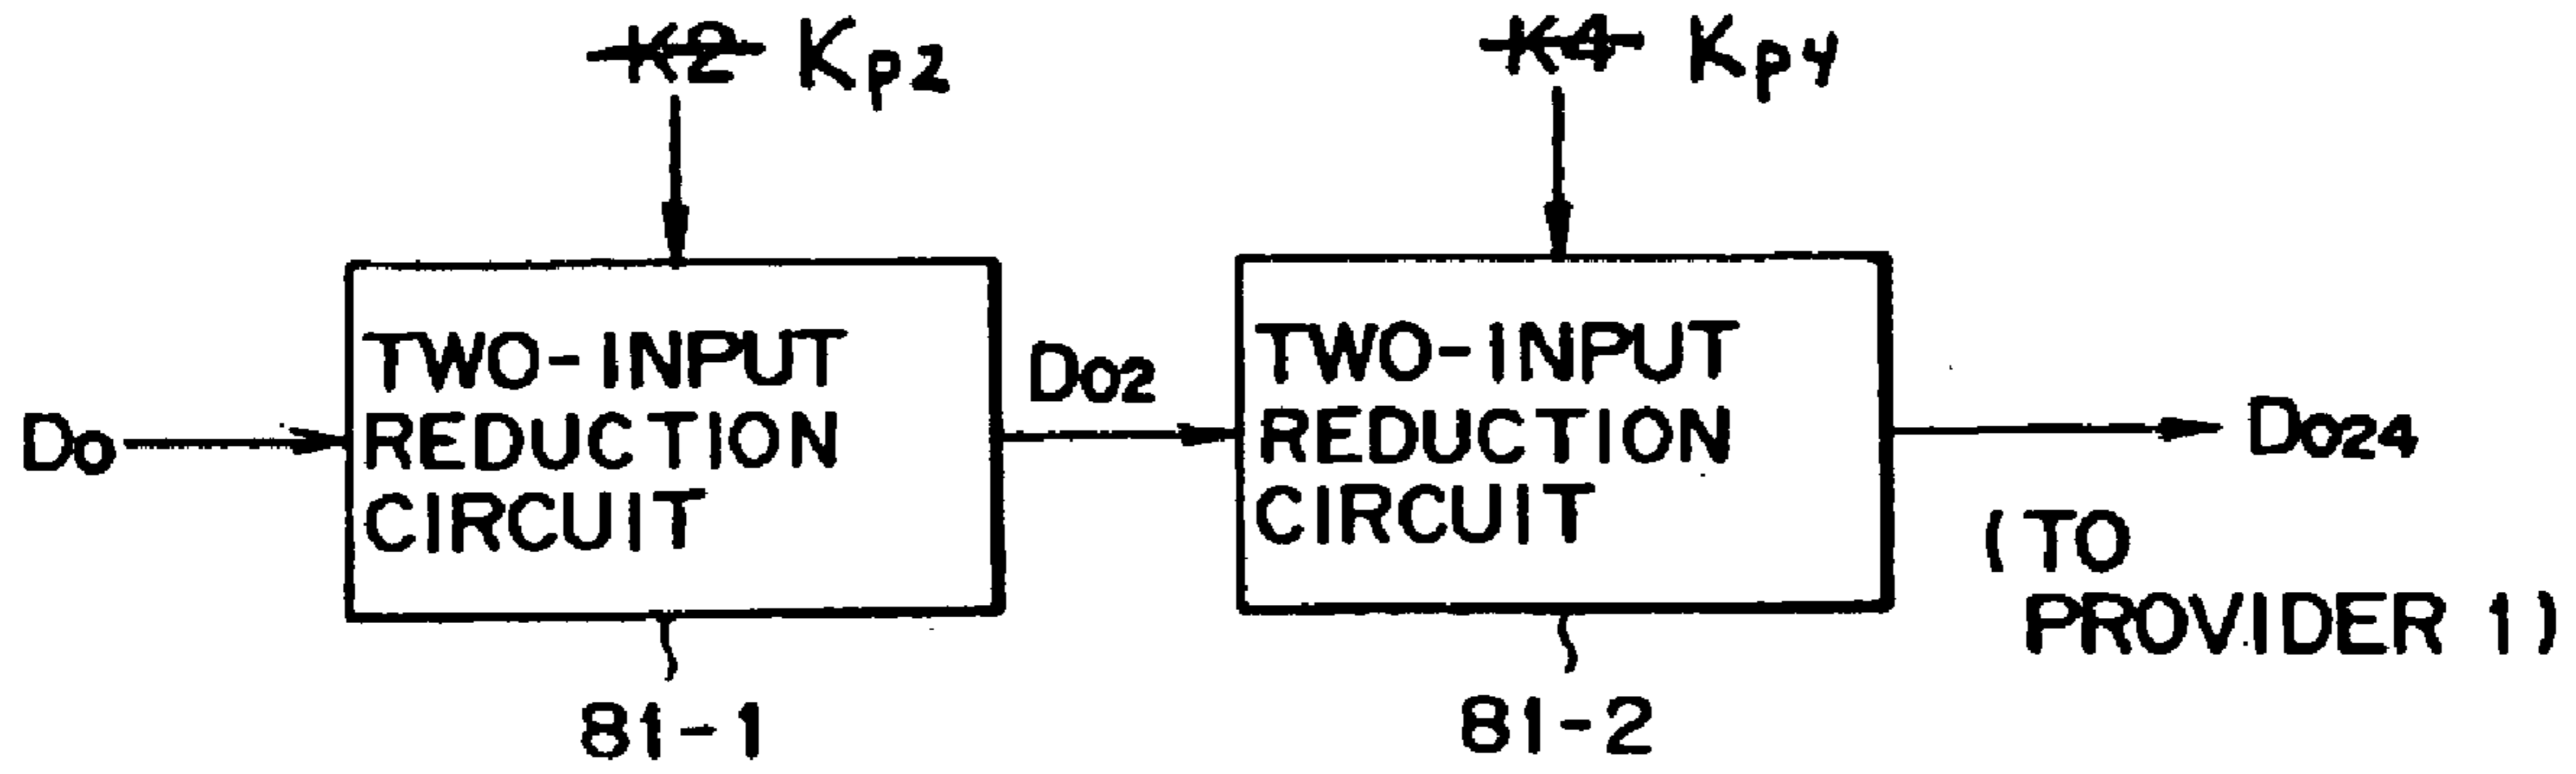 K2 Kp2
K4 Kp4
Do
TWO-INPUT
REDUCTION
CIRCUIT
Do2
TWO-INPUT
REDUCTION
CIRCUIT
Do24
(TO
PROVIDER 1)
81-1
81-2